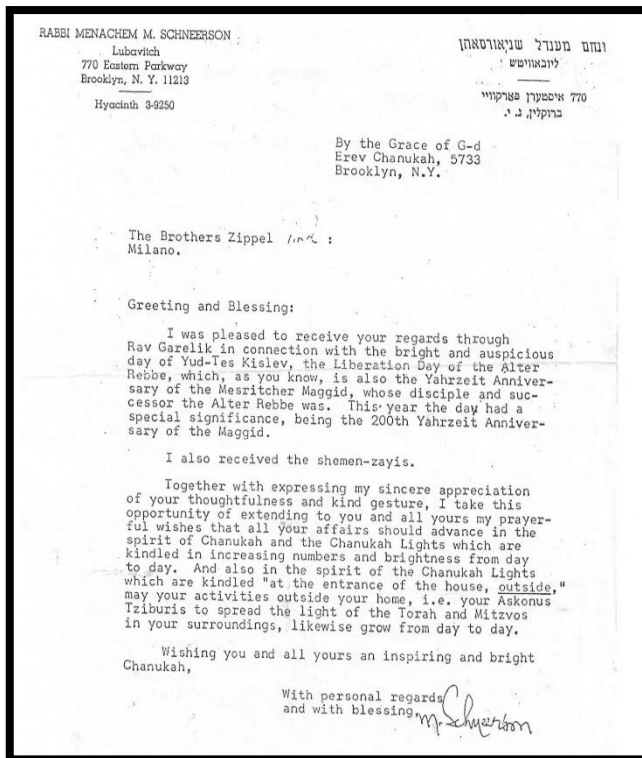 RABBI MENACHEM M. SCHNEERSON
Lubavitch
770 Eastern Parkway
Brooklyn, N. Y. 11213
Hyacinth 3-9250
מענדל שניאורסאהן
ליובאוויטש
770 איסטערן פארקוויי
ברוקלין, נ. י.
By the Grace of G-d
Erev Chanukah, 5733
Brooklyn, N.Y.
The Brothers Zippel :
Milano.
Greeting and Blessing:
I was pleased to receive your regards through
Rav Garelik in connection with the bright and auspicious
day of Yud-Tes Kislev, the Liberation Day of the Alter
Rebbe, which, as you know, is also the Yahrzeit Anniver-
sary of the Mesritcher Maggid, whose disciple and suc-
cessor the Alter Rebbe was. This year the day had a
special significance, being the 200th Yahrzeit Anniver-
sary of the Maggid.
I also received the shemen-zayis.
Together with expressing my sincere appreciation
of your thoughtfulness and kind gesture, I take this
opportunity of extending to you and all yours my prayer-
ful wishes that all your affairs should advance in the
spirit of Chanukah and the Chanukah Lights which are
kindled in increasing numbers and brightness from day
to day. And also in the spirit of the Chanukah Lights
which are kindled "at the entrance of the house, outside,"
may your activities outside your home, i.e. your Askonus
Tziburis to spread the light of the Torah and Mitzvos
in your surroundings, likewise grow from day to day.
Wishing you and all yours an inspiring and bright
Chanukah,
With personal regards
and with blessing,
M. Schneerson